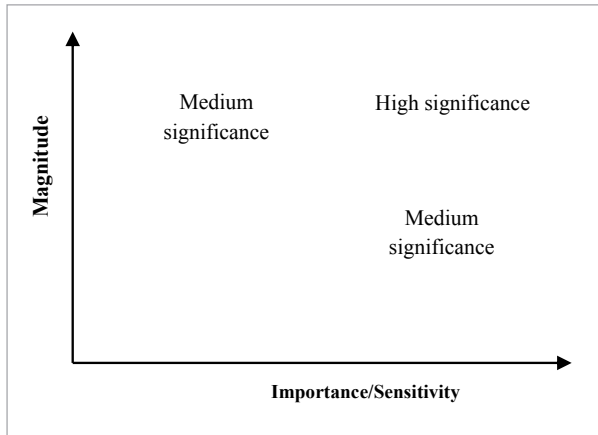 Medium
significance
High significance
Magnitude
Medium
significance
Importance/Sensitivity